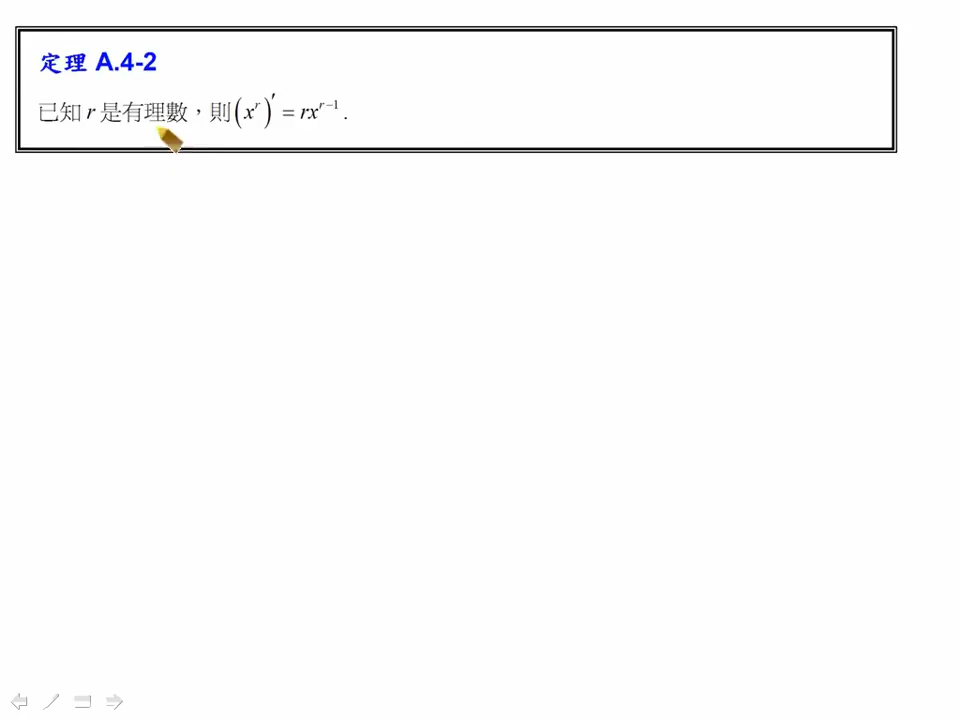 定理 A.4-2
已知 r 是有理數，則 (x^r)′ = rx^{r−1} .